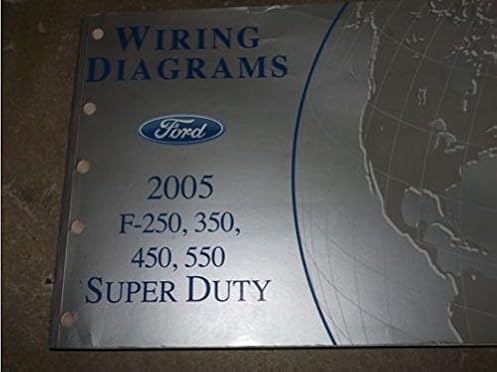 WIRING
DIAGRAMS
Ford
2005
F-250, 350,
450, 550
SUPER DUTY